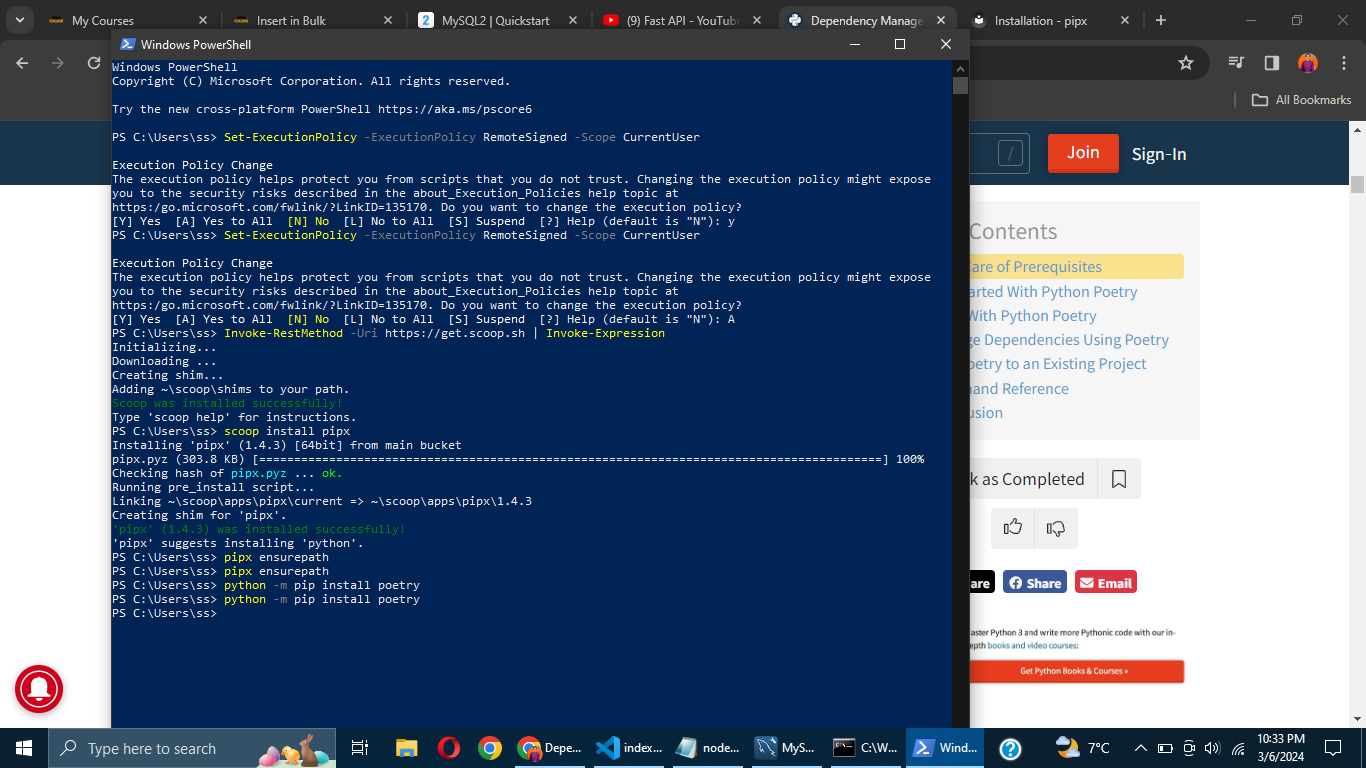 My Courses
Insert in Bulk
MySQL2 | Quickstart
(9) Fast API - YouTube
Dependency Manage
Installation - pipx
All Bookmarks
Windows PowerShell
Windows PowerShell
Copyright (C) Microsoft Corporation. All rights reserved.
Try the new cross-platform PowerShell https://aka.ms/pscore6
PS C:\Users\ss> Set-ExecutionPolicy -ExecutionPolicy RemoteSigned -Scope CurrentUser
Execution Policy Change
The execution policy helps protect you from scripts that you do not trust. Changing the execution policy might expose
you to the security risks described in the about_Execution_Policies help topic at
https:/go.microsoft.com/fwlink/?LinkID=135170. Do you want to change the execution policy?
[Y] Yes  [A] Yes to All  [N] No  [L] No to All  [S] Suspend  [?] Help (default is "N"): y
PS C:\Users\ss> Set-ExecutionPolicy -ExecutionPolicy RemoteSigned -Scope CurrentUser
Execution Policy Change
The execution policy helps protect you from scripts that you do not trust. Changing the execution policy might expose
you to the security risks described in the about_Execution_Policies help topic at
https:/go.microsoft.com/fwlink/?LinkID=135170. Do you want to change the execution policy?
[Y] Yes  [A] Yes to All  [N] No  [L] No to All  [S] Suspend  [?] Help (default is "N"): A
PS C:\Users\ss> Invoke-RestMethod -Uri https://get.scoop.sh | Invoke-Expression
Initializing...
Downloading ...
Creating shim...
Adding ~\scoop\shims to your path.
Scoop was installed successfully!
Type 'scoop help' for instructions.
PS C:\Users\ss> scoop install pipx
Installing 'pipx' (1.4.3) [64bit] from main bucket
pipx.pyz (303.8 KB) [=========================================================================================] 100%
Checking hash of pipx.pyz ... ok.
Running pre_install script...
Linking ~\scoop\apps\pipx\current => ~\scoop\apps\pipx\1.4.3
Creating shim for 'pipx'.
'pipx' (1.4.3) was installed successfully!
'pipx' suggests installing 'python'.
PS C:\Users\ss> pipx ensurepath
PS C:\Users\ss> pipx ensurepath
PS C:\Users\ss> python -m pip install poetry
PS C:\Users\ss> python -m pip install poetry
PS C:\Users\ss>
/
Join
Sign-In
Contents
Care of Prerequisites
arted With Python Poetry
With Python Poetry
ge Dependencies Using Poetry
oetry to an Existing Project
mand Reference
usion
k as Completed
are
Share
Email
aster Python 3 and write more Pythonic code with our in-
epth books and video courses:
Get Python Books & Courses »
Type here to search
Depe...
index...
node...
MyS...
C:\W...
Wind...
7°C
10:33 PM
3/6/2024